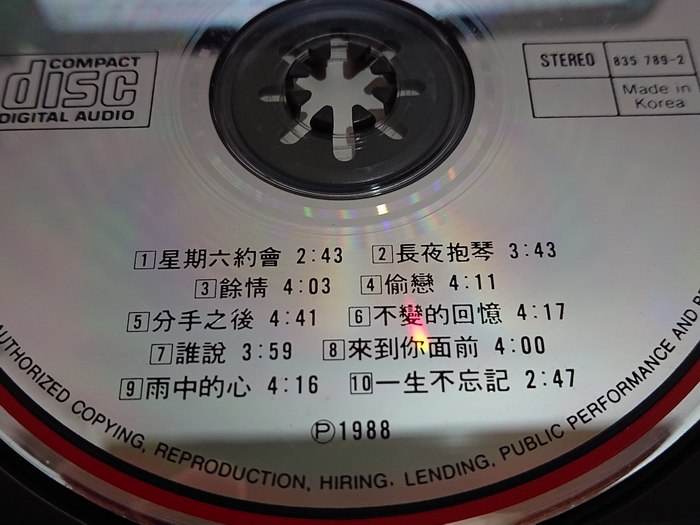 COMPACT
disc
DIGITAL AUDIO
STEREO 835 789-2
Made in
Korea
1 星期六約會 2:43 2 長夜抱琴 3:43
3 餘情 4:03 4 偷戀 4:11
5 分手之後 4:41 6 不變的回憶 4:17
7 誰說 3:59 8 來到你面前 4:00
9 雨中的心 4:16 10 一生不忘記 2:47
Ⓟ1988
AUTHORIZED COPYING, REPRODUCTION, HIRING, LENDING, PUBLIC PERFORMANCE AND